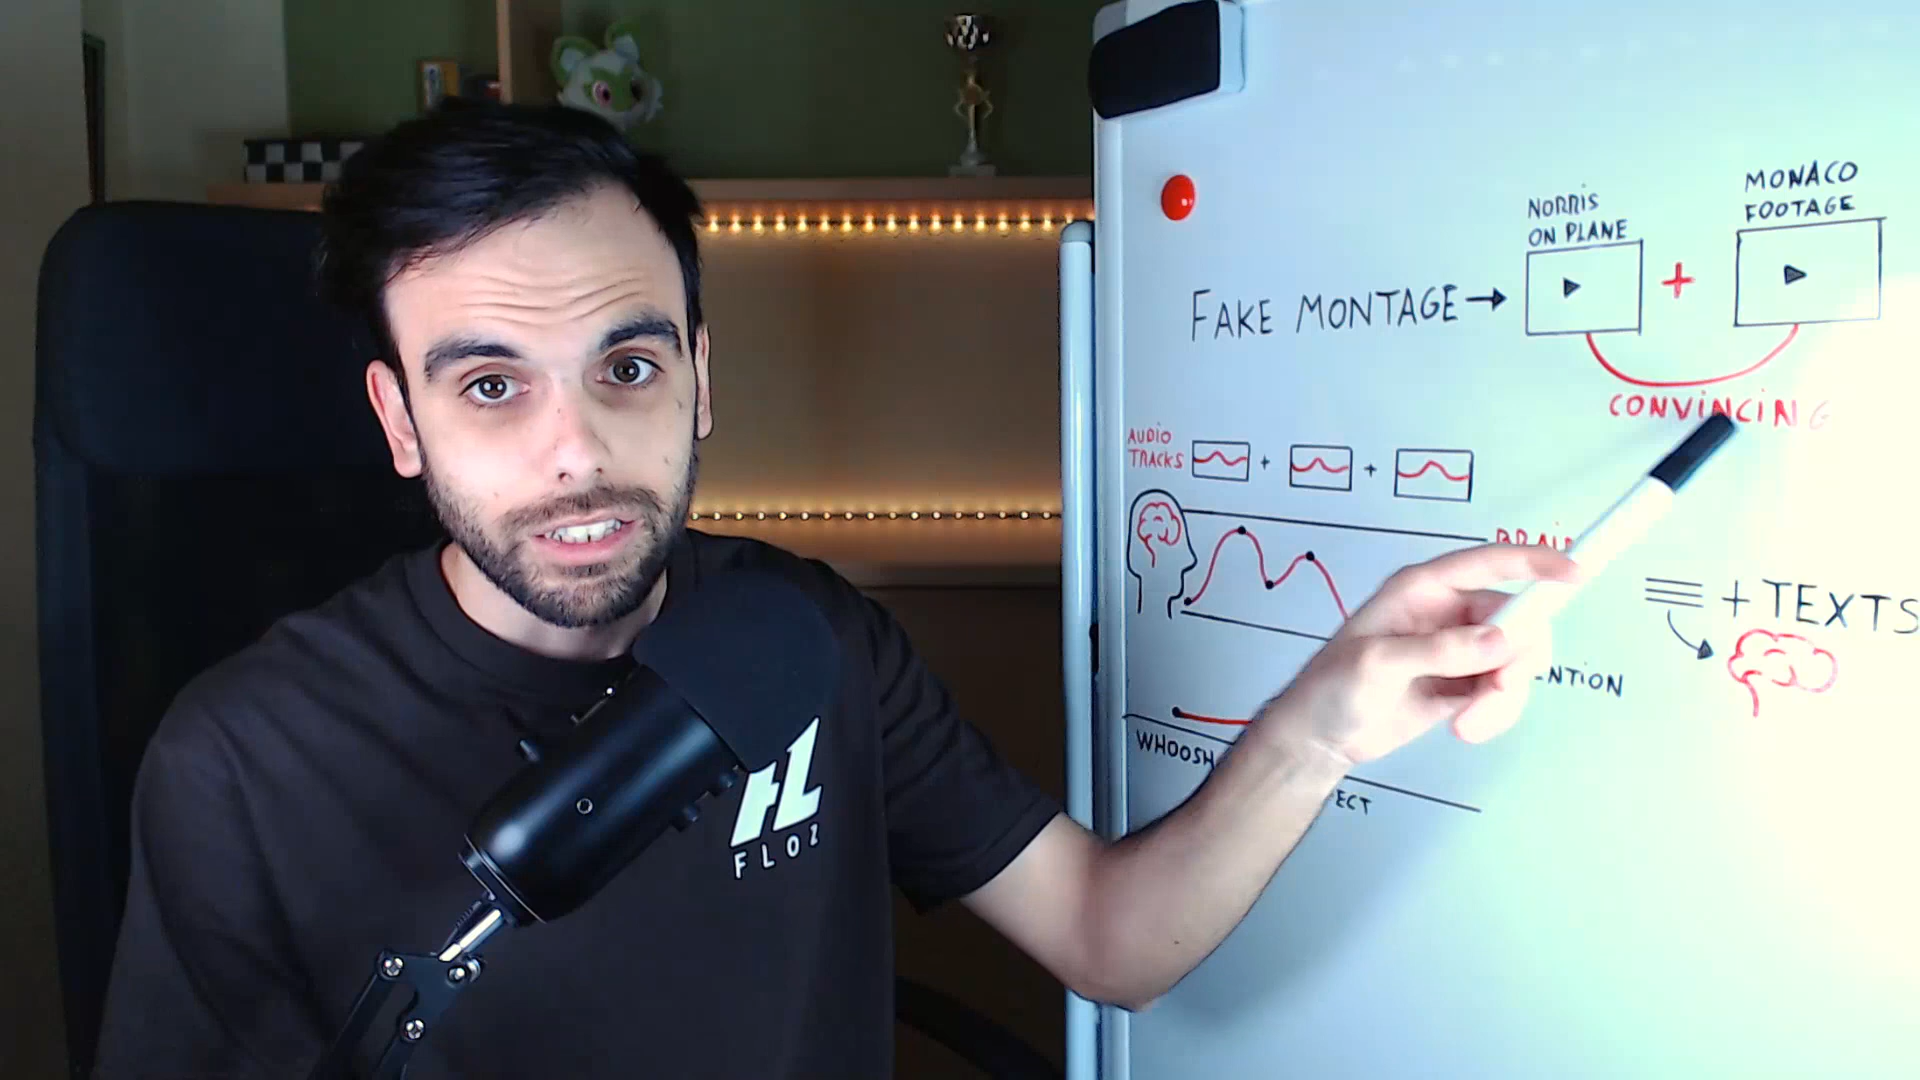 NORRIS
ON PLANE
MONACO
FOOTAGE
FAKE MONTAGE
+
CONVINCING
AUDIO
TRACKS
+ +
+ TEXTS
WHOOSH
FLOZ